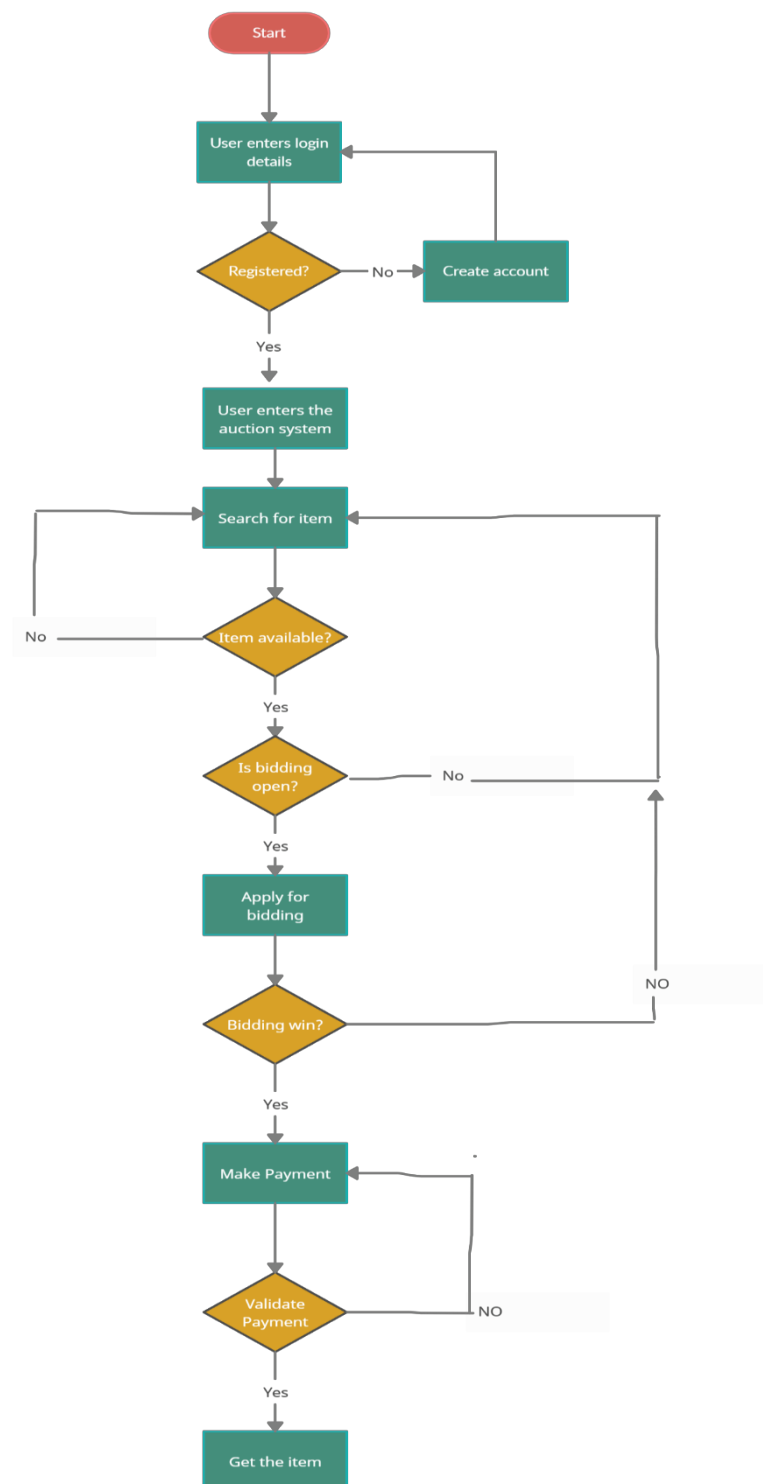 Start
User enters login
details
Registered?
No
Create account
Yes
User enters the
auction system
Search for item
No
Item available?
Yes
Is bidding
open?
No
Yes
Apply for
bidding
NO
Bidding win?
Yes
Make Payment
Validate
Payment
NO
Yes
Get the item